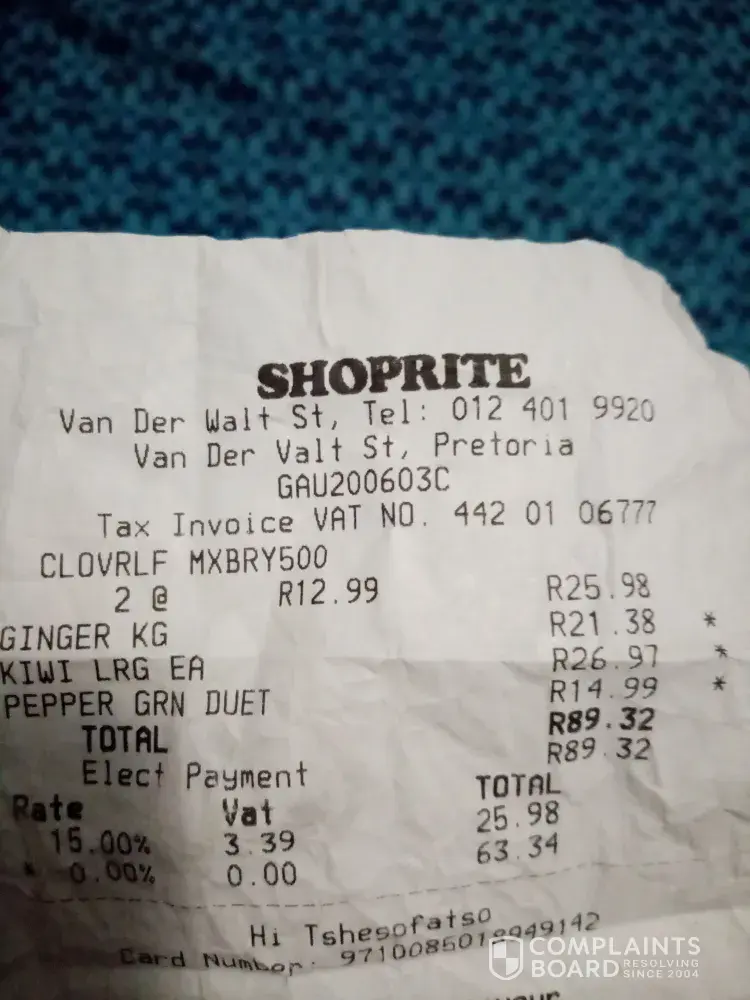 SHOPRITE
Van Der Walt St, Tel: 012 401 9920
Van Der Valt St, Pretoria
GAU200603C
Tax Invoice VAT NO. 442 01 06777
CLOVRLF MXBRY500
2 @ R12.99 R25.98
GINGER KG R21.38 *
KIWI LRG EA R26.97 *
PEPPER GRN DUET R14.99 *
TOTAL R89.32
Elect Payment R89.32
Rate Vat TOTAL
15.00% 3.39 25.98
* 0.00% 0.00 63.34
Hi Tshesofatso
Card Number:
COMPLAINTS
BOARD RESOLVING
SINCE 2004